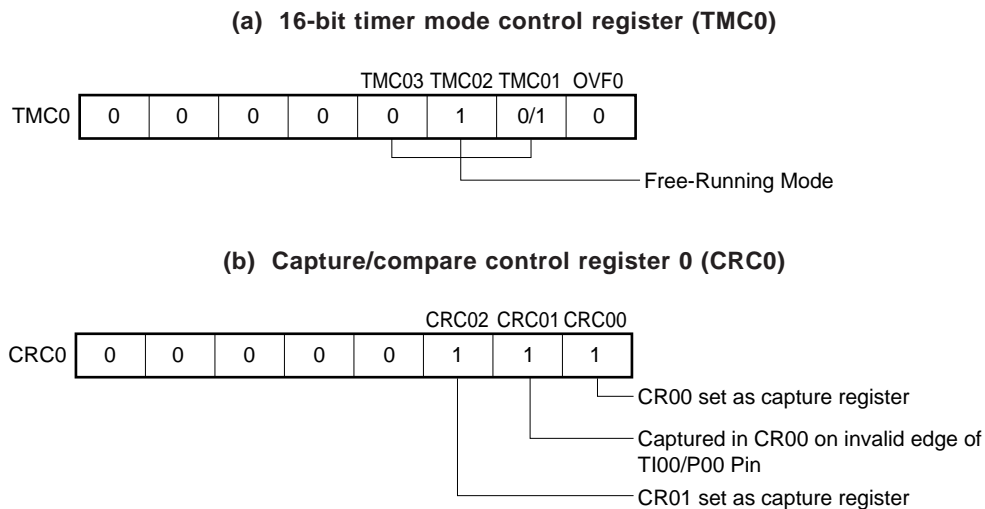 (a) 16-bit timer mode control register (TMC0)
TMC03 TMC02 TMC01 OVF0
TMC0 0 0 0 0 0 1 0/1 0
Free-Running Mode
(b) Capture/compare control register 0 (CRC0)
CRC02 CRC01 CRC00
CRC0 0 0 0 0 0 1 1 1
CR00 set as capture register
Captured in CR00 on invalid edge of
TI00/P00 Pin
CR01 set as capture register